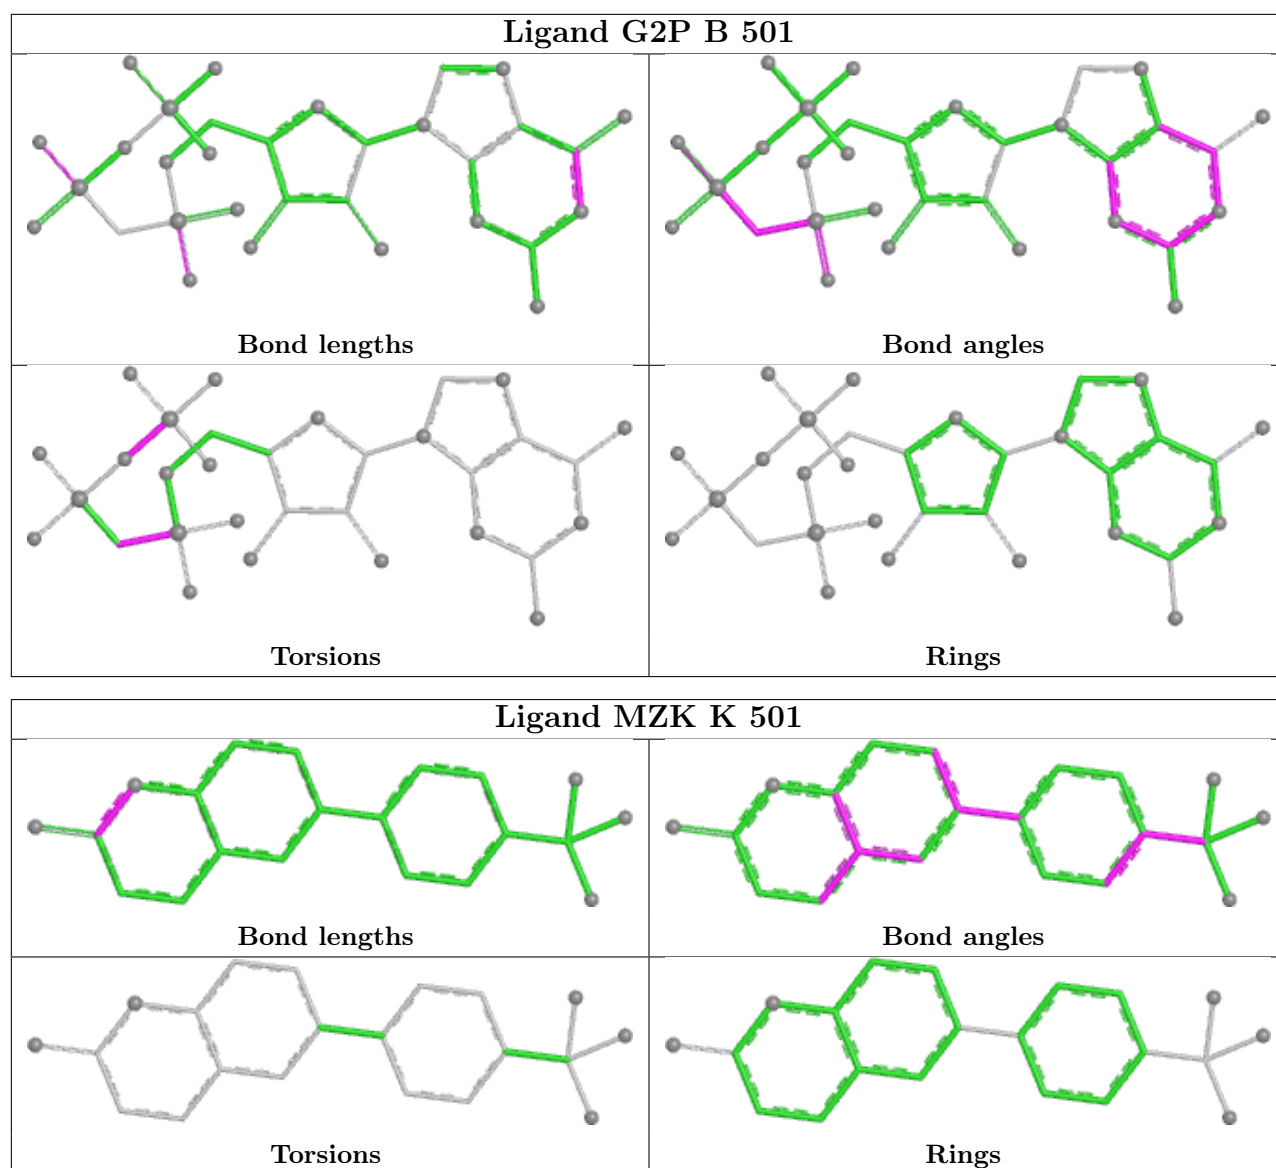 Ligand G2P B 501
Bond lengths
Bond angles
Torsions
Rings
Ligand MZK K 501
Bond lengths
Bond angles
Torsions
Rings